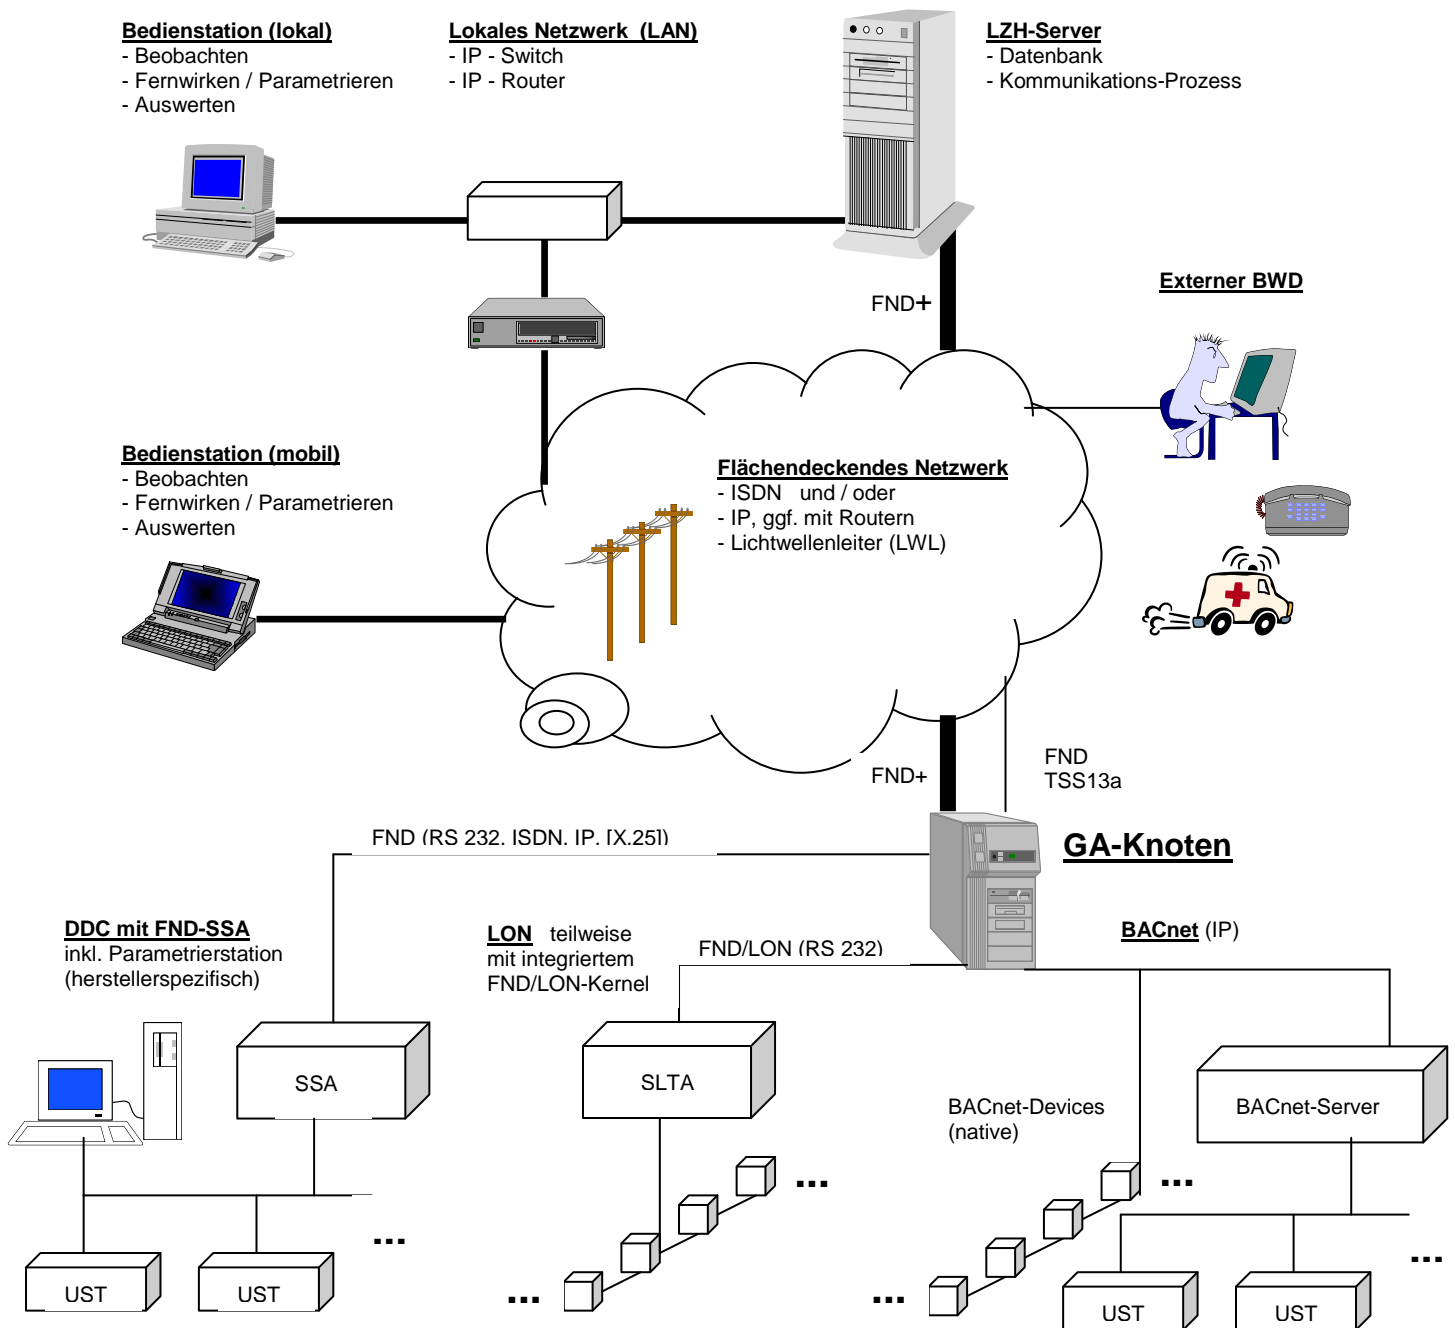 Bedienstation (lokal)
- Beobachten
- Fernwirken / Parametrieren
- Auswerten
Lokales Netzwerk (LAN)
- IP - Switch
- IP - Router
LZH-Server
- Datenbank
- Kommunikations-Prozess
FND+
Externer BWD
Bedienstation (mobil)
- Beobachten
- Fernwirken / Parametrieren
- Auswerten
Flächendeckendes Netzwerk
- ISDN und / oder
- IP, ggf. mit Routern
- Lichtwellenleiter (LWL)
FND+
FND
TSS13a
FND (RS 232, ISDN, IP, [X.25])
GA-Knoten
DDC mit FND-SSA
inkl. Parametrierstation
(herstellerspezifisch)
LON teilweise
mit integriertem
FND/LON-Kernel
FND/LON (RS 232)
BACnet (IP)
SSA
SLTA
BACnet-Devices
(native)
BACnet-Server
...
...
...
...
...
...
UST
UST
UST
UST